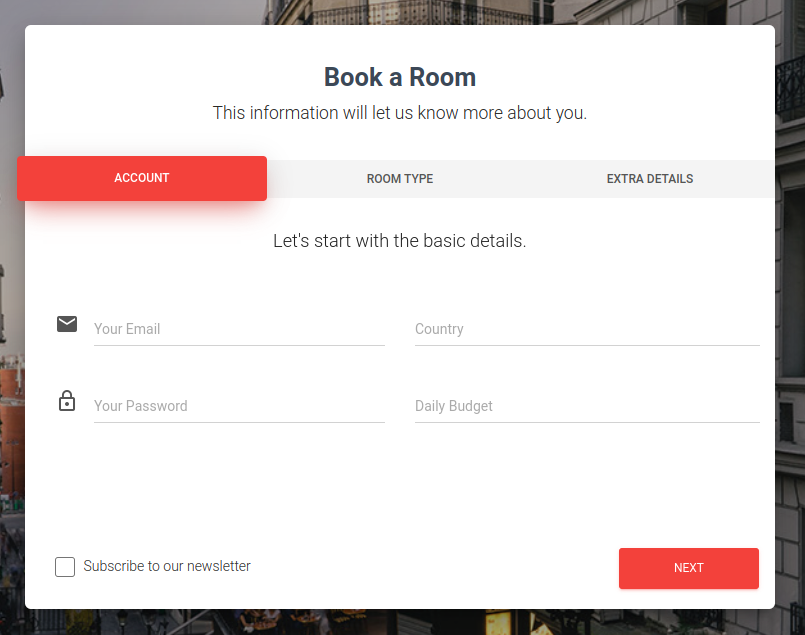 Book a Room
This information will let us know more about you.
ACCOUNT
ROOM TYPE
EXTRA DETAILS
Let's start with the basic details.
Your Email
Country
Your Password
Daily Budget
Subscribe to our newsletter
NEXT